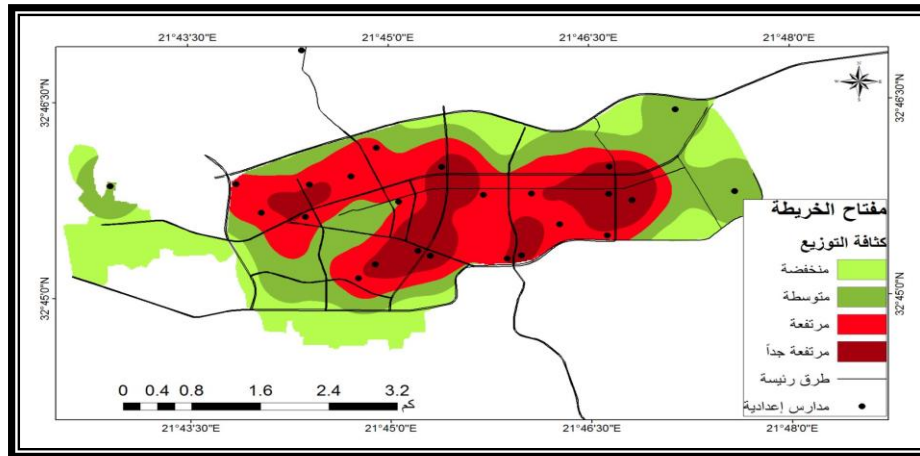 21°43'30"E 21°45'0"E 21°46'30"E 21°48'0"E
32°46'30"N 32°46'30"N
مفتاح الخريطة
كثافة التوزيع
منخفضة
متوسطة
مرتفعة
مرتفعة جداً
طرق رئيسة
مدارس إعدادية
32°45'0"N 32°45'0"N
0 0.4 0.8 1.6 2.4 3.2
كم
21°43'30"E 21°45'0"E 21°46'30"E 21°48'0"E